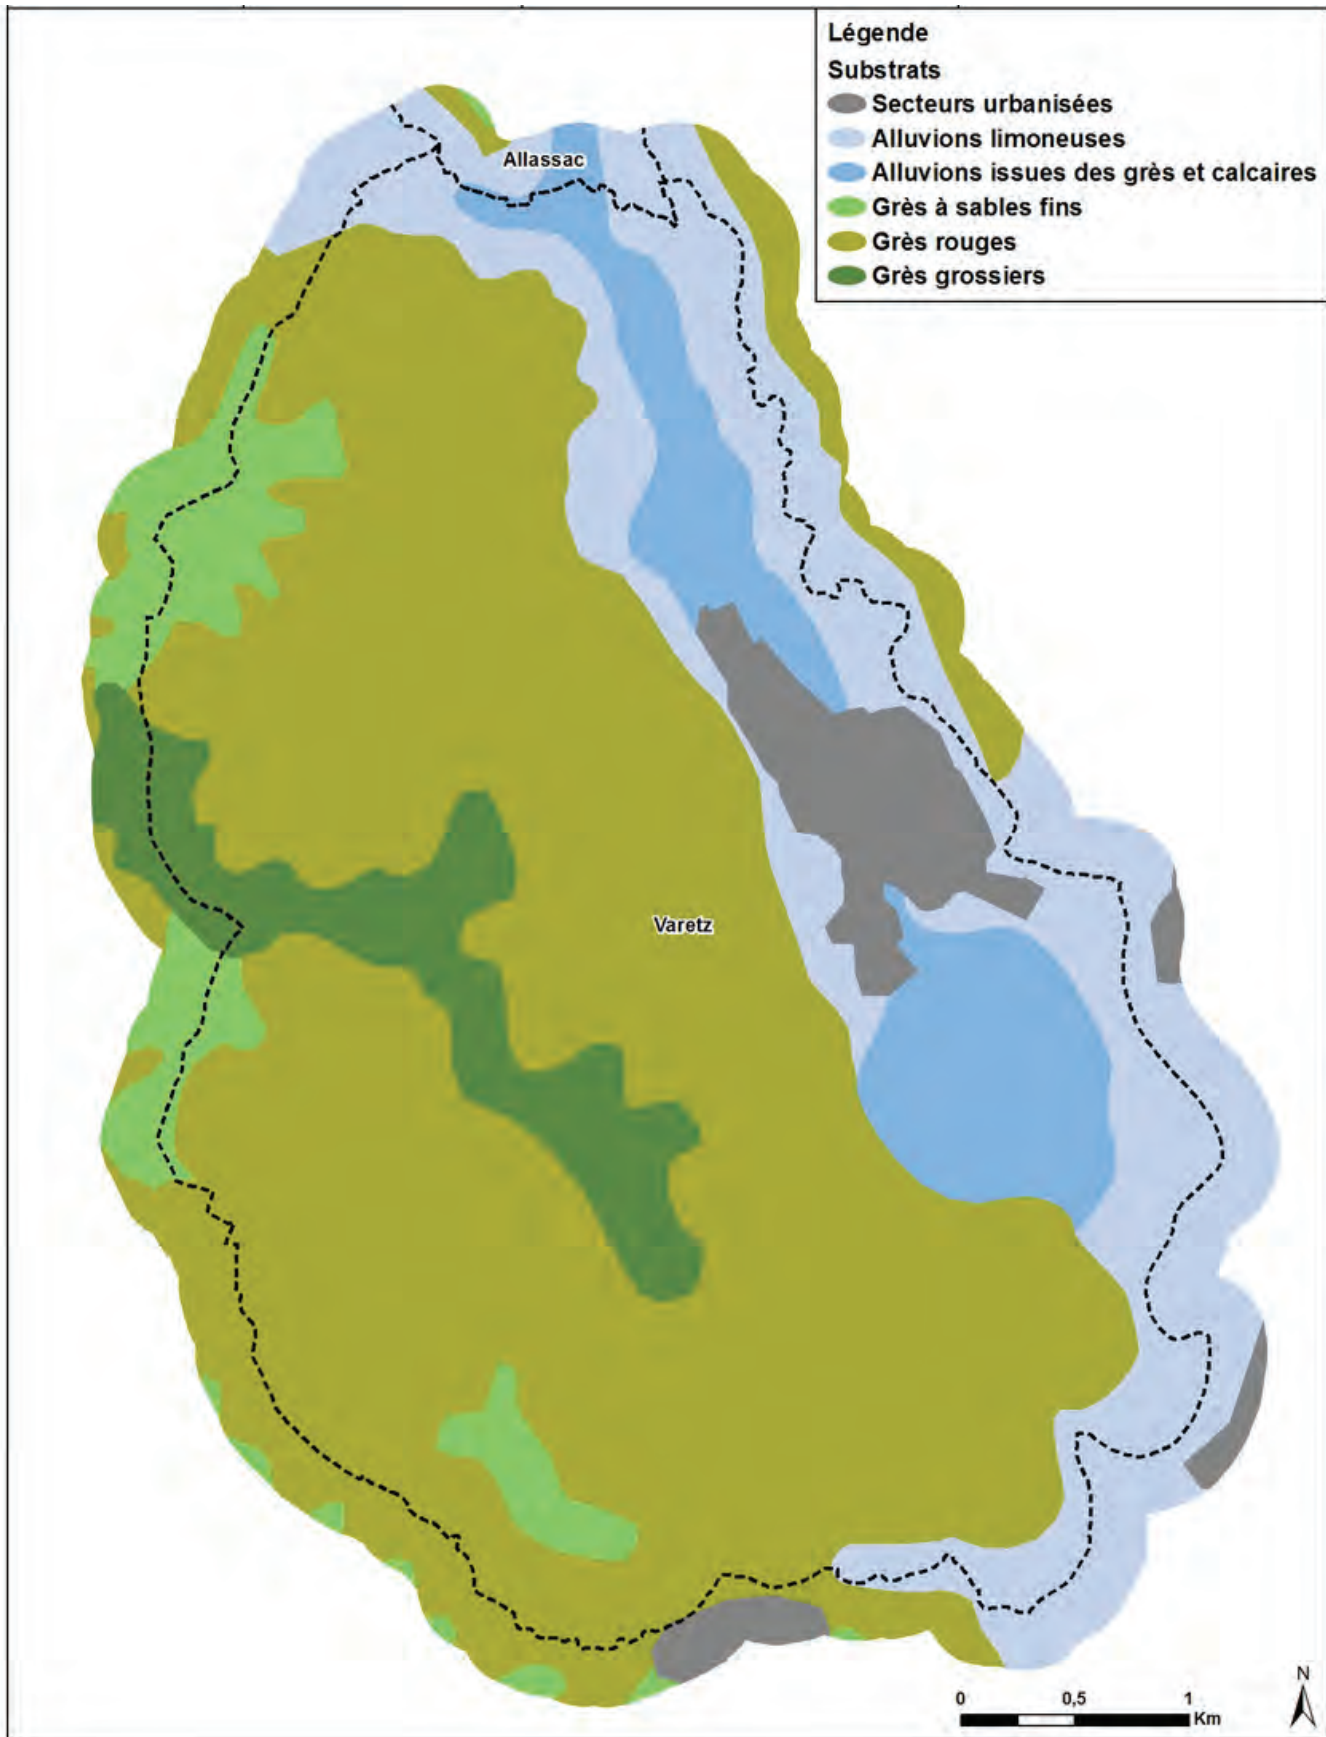 Légende
Substrats
Secteurs urbanisées
Alluvions limoneuses
Alluvions issues des grès et calcaires
Grès à sables fins
Grès rouges
Grès grossiers
Allassac
Varetz
N
0 0,5 1
Km